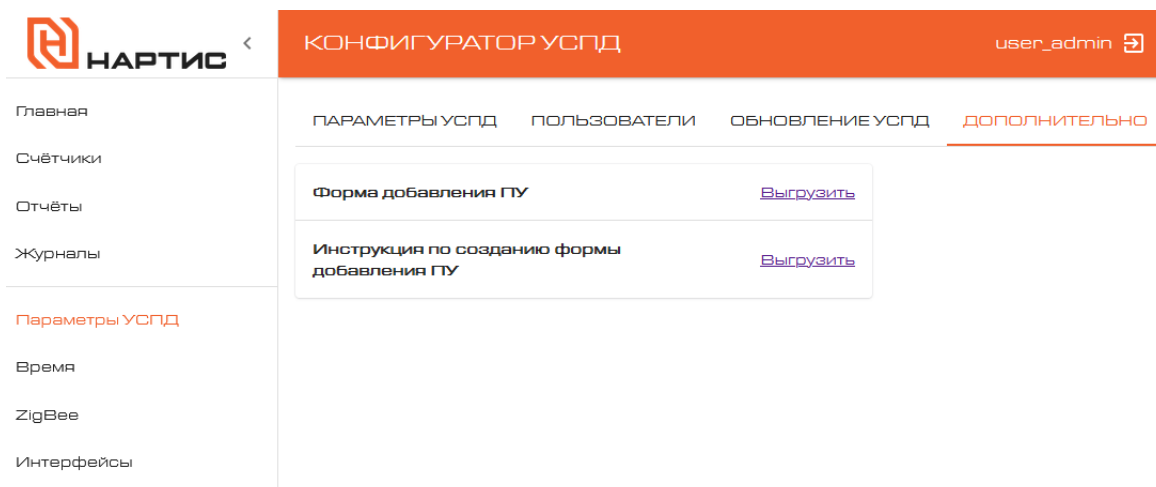 НАРТИС
КОНФИГУРАТОР УСПД
user_admin
Главная
Счётчики
Отчёты
Журналы
Параметры УСПД
Время
ZigBee
Интерфейсы
ПАРАМЕТРЫ УСПД ПОЛЬЗОВАТЕЛИ ОБНОВЛЕНИЕ УСПД ДОПОЛНИТЕЛЬНО
Форма добавления ПУ Выгрузить
Инструкция по созданию формы
добавления ПУ Выгрузить